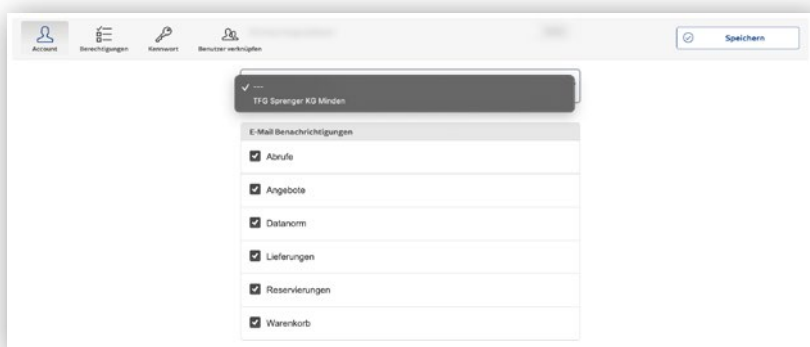 Account
Berechtigungen
Kennwort
Benutzer verknüpfen
Speichern
---
TFG Sprenger KG Minden
E-Mail Benachrichtigungen
Abrufe
Angebote
Datanorm
Lieferungen
Reservierungen
Warenkorb